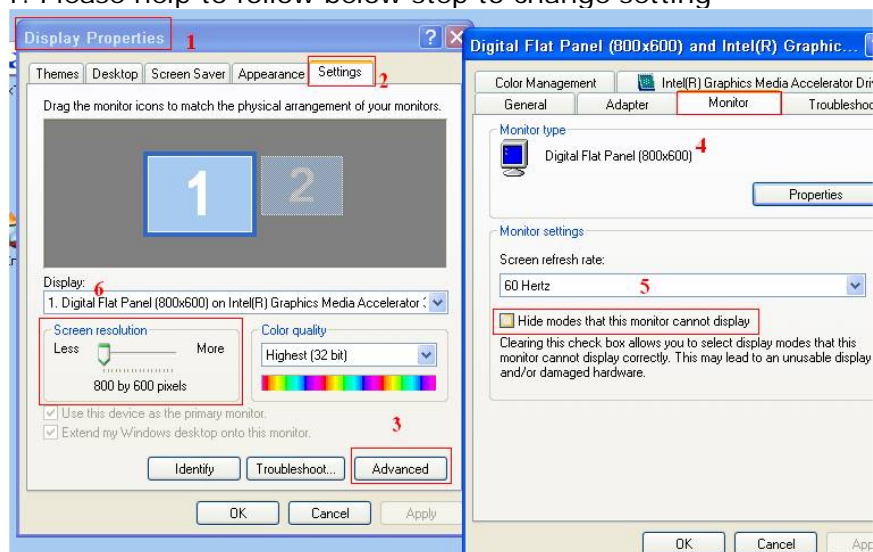 1. Please help to follow below step to change setting
Display Properties 1
Themes Desktop Screen Saver Appearance Settings 2
Drag the monitor icons to match the physical arrangement of your monitors.
1 2
Display: 6
1. Digital Flat Panel (800x600) on Intel(R) Graphics Media Accelerator
Screen resolution
Less More
800 by 600 pixels
Color quality
Highest (32 bit)
Use this device as the primary monitor.
Extend my Windows desktop onto this monitor.
3
Identify Troubleshoot... Advanced
OK Cancel Apply
Digital Flat Panel (800x600) and Intel(R) Graphic...
Color Management Intel(R) Graphics Media Accelerator Dri
General Adapter Monitor Troubleshoo
Monitor type
Digital Flat Panel (800x600) 4
Properties
Monitor settings
Screen refresh rate:
60 Hertz 5
Hide modes that this monitor cannot display
Clearing this check box allows you to select display modes that this
monitor cannot display correctly. This may lead to an unusable display
and/or damaged hardware.
OK Cancel App